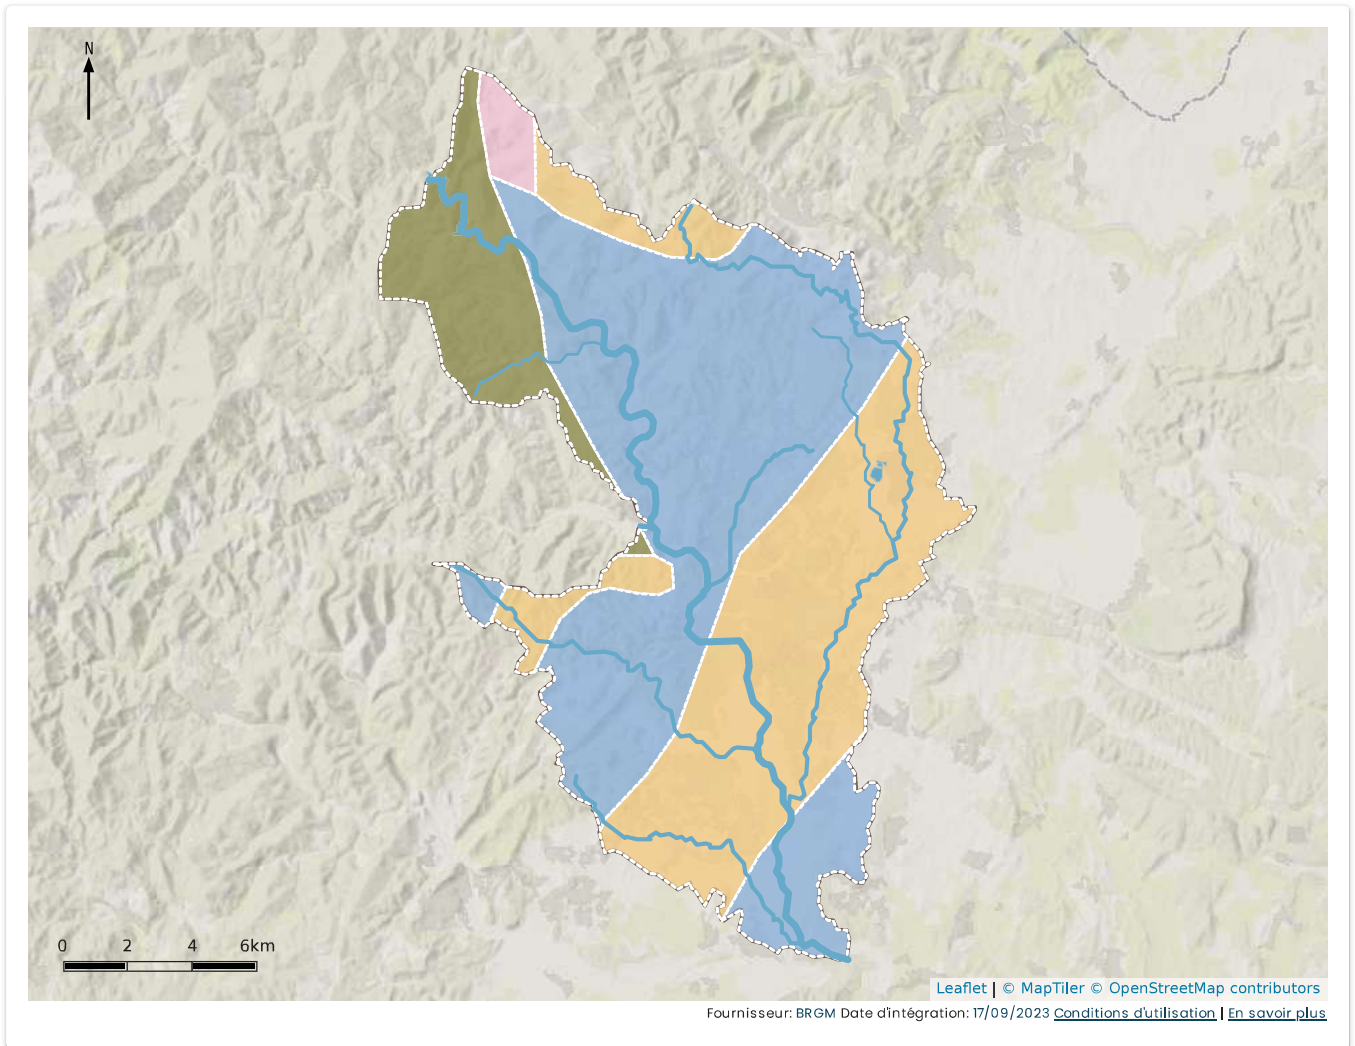 N
0 2 4 6km
Leaflet | © MapTiler © OpenStreetMap contributors
Fournisseur: BRGM Date d'intégration: 17/09/2023 Conditions d'utilisation | En savoir plus